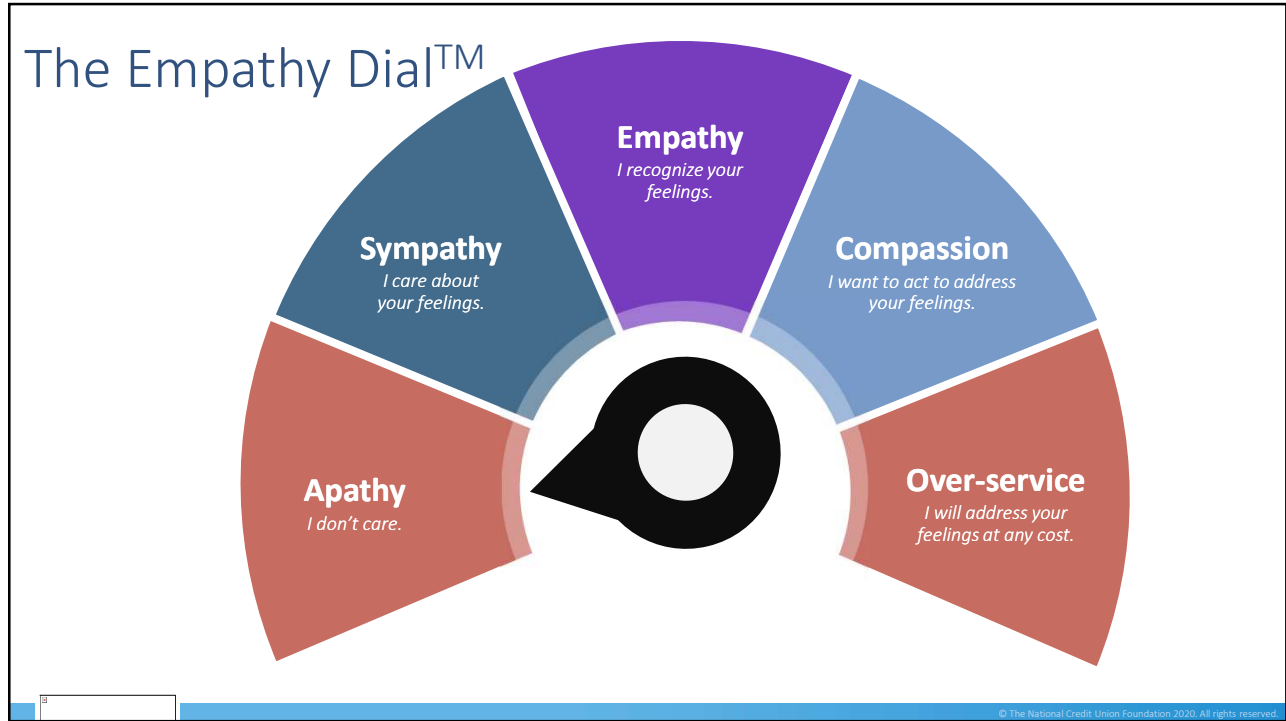 The Empathy Dial™
Empathy
I recognize your
feelings.
Sympathy
I care about
your feelings.
Compassion
I want to act to address
your feelings.
Apathy
I don’t care.
Over-service
I will address your
feelings at any cost.
© The National Credit Union Foundation 2020. All rights reserved.